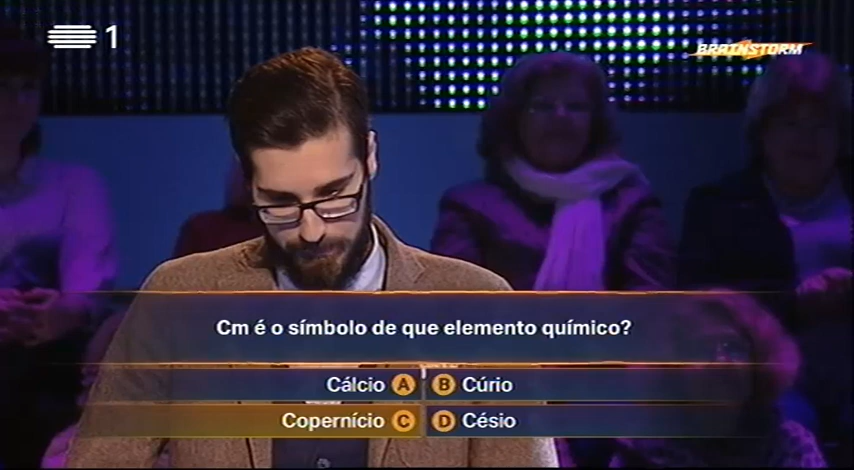 1
BRAINSTORM
Cm é o símbolo de que elemento químico?
Cálcio A
B Cúrio
Copernício C
D Césio